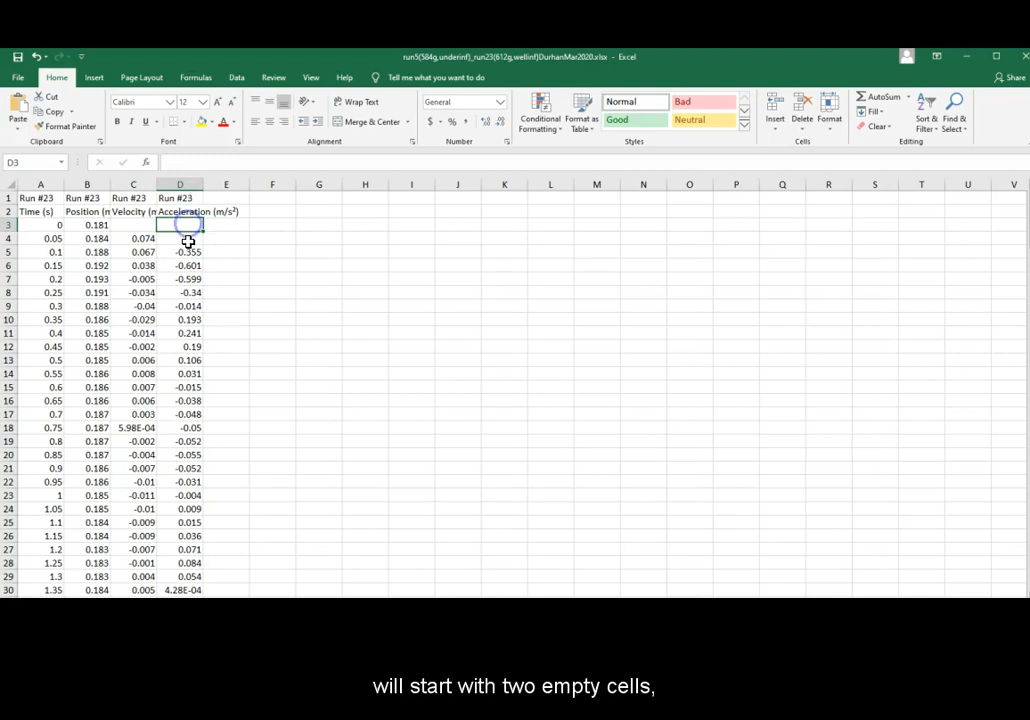 run5(584g,underinf)_run23(612g,wellinf)DurhanMar2020.xlsx - Excel
File Home Insert Page Layout Formulas Data Review View Help Tell me what you want to do Share
Cut
Copy
Format Painter
Paste
Clipboard
Calibri 12
B I U
Font
Wrap Text
Merge & Center
Alignment
General
$ % ,
Number
Conditional Formatting
Format as Table
Normal Bad
Good Neutral
Styles
Insert Delete Format
Cells
AutoSum
Fill
Clear
Sort & Filter
Find & Select
Editing
D3 fx
A B C D E F G H I J K L M N O P Q R S T U V
1 Run #23 Run #23 Run #23 Run #23
2 Time (s) Position (m Velocity (m Acceleration (m/s²)
3 0 0.181
4 0.05 0.184 0.074
5 0.1 0.188 0.067 -0.355
6 0.15 0.192 0.038 -0.601
7 0.2 0.193 -0.005 -0.599
8 0.25 0.191 -0.034 -0.34
9 0.3 0.188 -0.04 -0.014
10 0.35 0.186 -0.029 0.193
11 0.4 0.185 -0.014 0.241
12 0.45 0.185 -0.002 0.19
13 0.5 0.185 0.006 0.106
14 0.55 0.186 0.008 0.031
15 0.6 0.186 0.007 -0.015
16 0.65 0.186 0.006 -0.038
17 0.7 0.187 0.003 -0.048
18 0.75 0.187 5.98E-04 -0.05
19 0.8 0.187 -0.002 -0.052
20 0.85 0.187 -0.004 -0.055
21 0.9 0.186 -0.007 -0.052
22 0.95 0.186 -0.01 -0.031
23 1 0.185 -0.011 -0.004
24 1.05 0.185 -0.01 0.009
25 1.1 0.184 -0.009 0.015
26 1.15 0.184 -0.009 0.036
27 1.2 0.183 -0.007 0.071
28 1.25 0.183 -0.001 0.084
29 1.3 0.183 0.004 0.054
30 1.35 0.184 0.005 4.28E-04
will start with two empty cells,